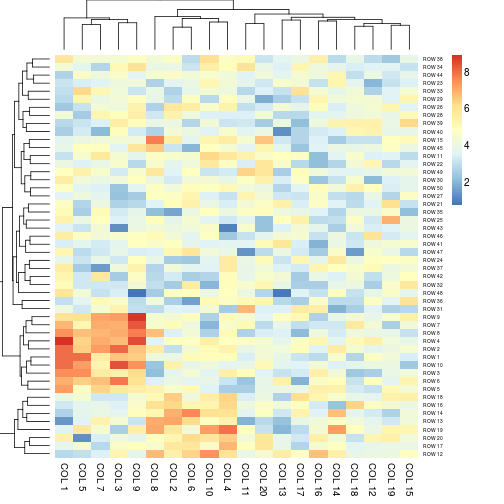 ROW 38
ROW 34
ROW 44
ROW 23
ROW 33
ROW 29
ROW 26
ROW 28
ROW 39
ROW 40
ROW 15
ROW 45
ROW 11
ROW 22
ROW 49
ROW 30
ROW 50
ROW 27
ROW 21
ROW 35
ROW 25
ROW 43
ROW 46
ROW 41
ROW 47
ROW 24
ROW 37
ROW 42
ROW 32
ROW 48
ROW 36
ROW 31
ROW 9
ROW 7
ROW 8
ROW 4
ROW 2
ROW 1
ROW 10
ROW 3
ROW 6
ROW 5
ROW 18
ROW 16
ROW 14
ROW 13
ROW 19
ROW 20
ROW 17
ROW 12
8
6
4
2
COL 1
COL 5
COL 7
COL 3
COL 9
COL 8
COL 2
COL 6
COL 10
COL 4
COL 11
COL 20
COL 13
COL 17
COL 16
COL 14
COL 18
COL 12
COL 19
COL 15